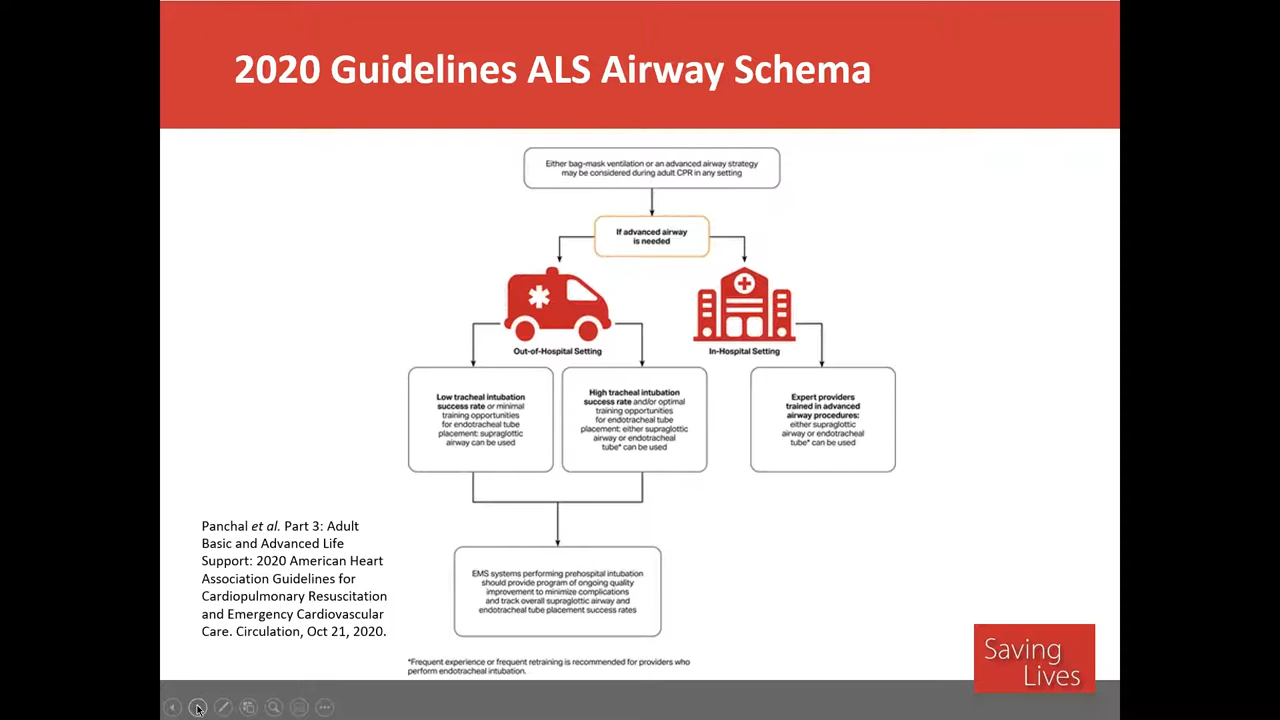 2020 Guidelines ALS Airway Schema
Either bag-mask ventilation or an advanced airway strategy
may be considered during adult CPR in any setting
If advanced airway
is needed
Out-of-Hospital Setting
In-Hospital Setting
Low tracheal intubation
success rate or minimal
training opportunities
for endotracheal tube
placement: supraglottic
airway can be used
High tracheal intubation
success rate and/or optimal
training opportunities
for endotracheal tube
placement: either supraglottic
airway or endotracheal
tube* can be used
Expert providers
trained in advanced
airway procedures:
either supraglottic
airway or endotracheal
tube* can be used
EMS systems performing prehospital intubation
should provide program of ongoing quality
improvement to minimize complications
and track overall supraglottic airway and
endotracheal tube placement success rates
Panchal et al. Part 3: Adult
Basic and Advanced Life
Support: 2020 American Heart
Association Guidelines for
Cardiopulmonary Resuscitation
and Emergency Cardiovascular
Care. Circulation, Oct 21, 2020.
*Frequent experience or frequent retraining is recommended for providers who
perform endotracheal intubation.
Saving
Lives